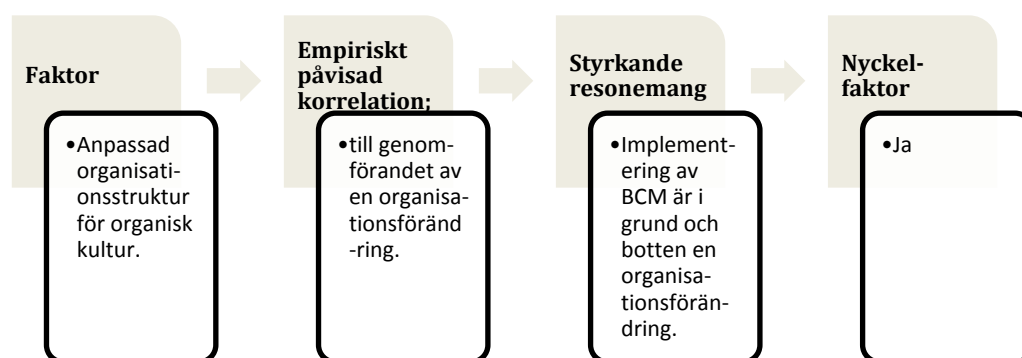 Faktor
•Anpassad
organisati-
onsstruktur
för organisk
kultur.
Empiriskt
påvisad
korrelation;
•till genom-
förandet av
en organisa-
tionsföränd
-ring.
Styrkande
resonemang
•Implement-
ering av
BCM är i
grund och
botten en
organisa-
tionsförän-
dring.
Nyckel-
faktor
•Ja